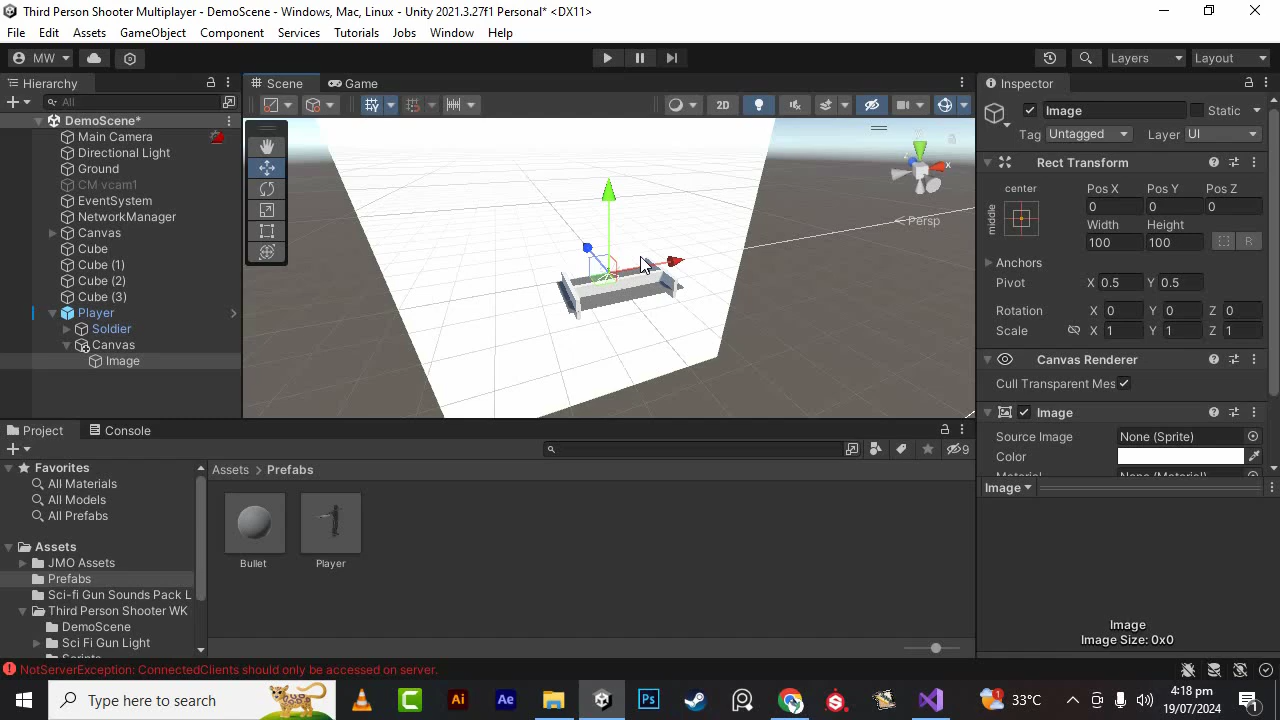 Third Person Shooter Multiplayer - DemoScene - Windows, Mac, Linux - Unity 2021.3.27f1 Personal* <DX11>
File Edit Assets GameObject Component Services Tutorials Jobs Window Help
MW Layers Layout
Hierarchy
All
DemoScene*
Main Camera
Directional Light
Ground
CM vcam1
EventSystem
NetworkManager
Canvas
Cube
Cube (1)
Cube (2)
Cube (3)
Player
Soldier
Canvas
Image
Scene Game
2D
x
Persp
Inspector
Image Static
Tag Untagged Layer UI
Rect Transform
center
middle
Pos X Pos Y Pos Z
0 0 0
Width Height
100 100
R
Anchors
Pivot X 0.5 Y 0.5
Rotation X 0 Y 0 Z 0
Scale X 1 Y 1 Z 1
Canvas Renderer
Cull Transparent Mes
Image
Source Image None (Sprite)
Color
Material None (Material)
Image
Image
Image Size: 0x0
Project Console
9
Favorites
All Materials
All Models
All Prefabs
Assets
JMO Assets
Prefabs
Sci-fi Gun Sounds Pack L
Third Person Shooter WK
DemoScene
Sci Fi Gun Light
Scripts
Assets > Prefabs
Bullet Player
NotServerException: ConnectedClients should only be accessed on server.
Type here to search
Ai Ae Ps
33°C
4:18 pm
19/07/2024
1